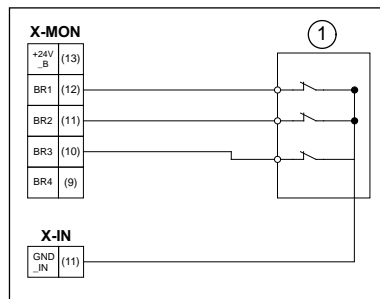 X-MON
1
+24V
_B
(13)
BR1 (12)
BR2 (11)
BR3 (10)
BR4 (9)
X-IN
GND
_IN
(11)